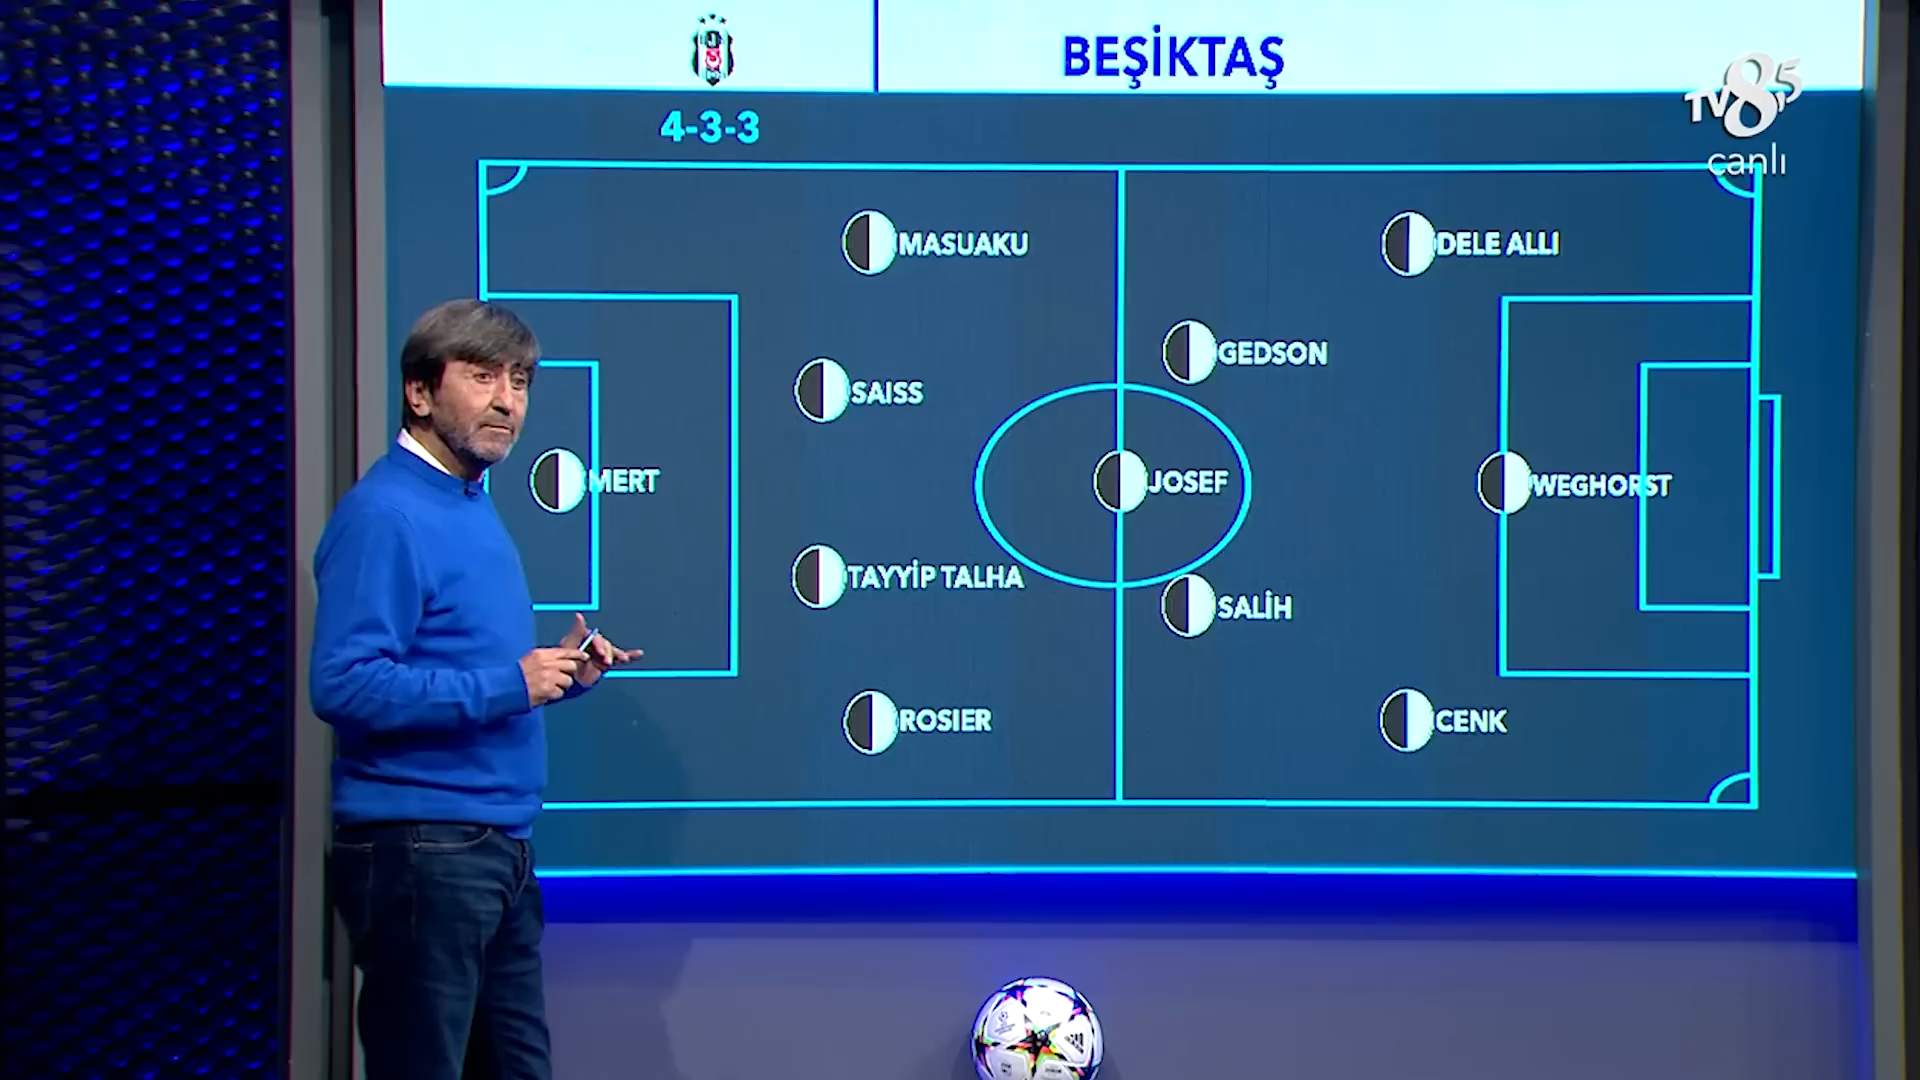 BEŞİKTAŞ
TV8,5
canlı
4-3-3
MASUAKU
DELE ALLI
GEDSON
SAISS
MERT
JOSEF
WEGHORST
TAYYİP TALHA
SALİH
ROSIER
CENK